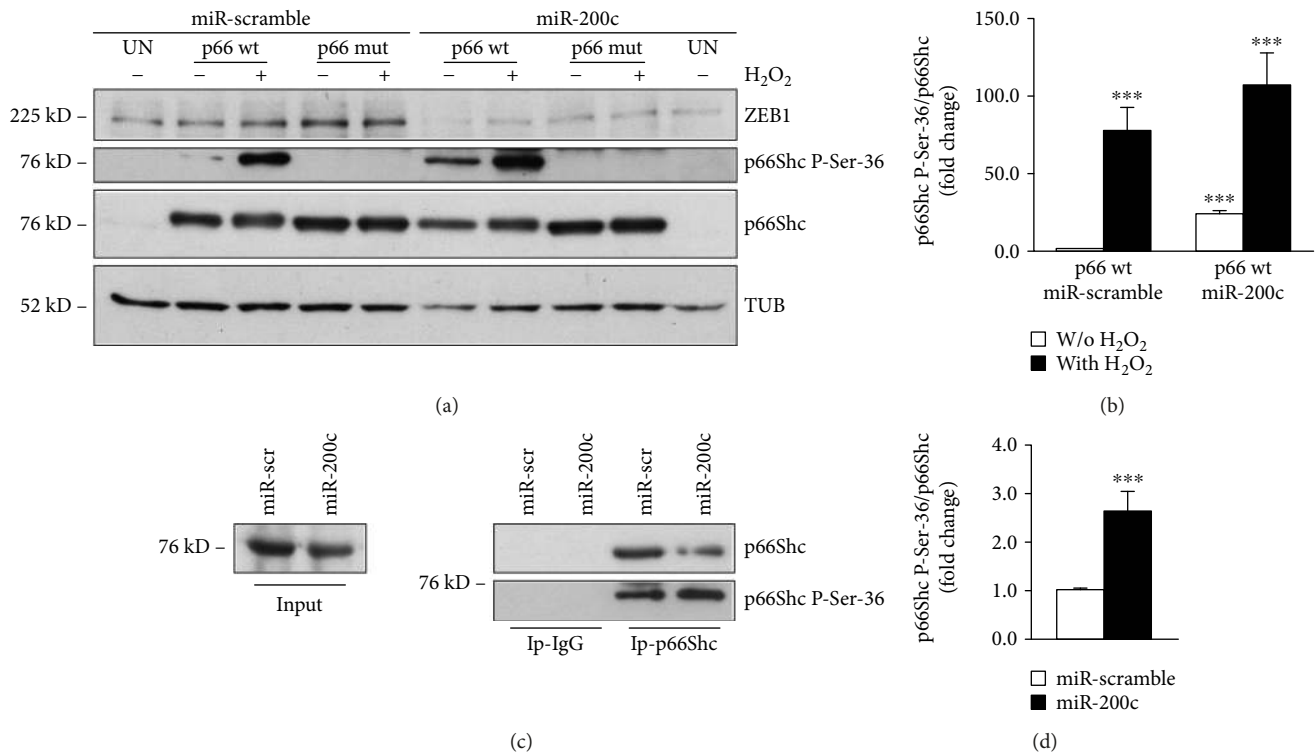 miR-scramble miR-200c
UN p66 wt p66 mut p66 wt p66 mut UN
– – + – + – + – + – H₂O₂
225 kD – ZEB1
76 kD – p66Shc P-Ser-36
76 kD – p66Shc
52 kD – TUB
(a)
p66Shc P-Ser-36/p66Shc
(fold change)
150.0
100.0
50.0
0.0
***
***
***
p66 wt p66 wt
miR-scramble miR-200c
W/o H₂O₂
With H₂O₂
(b)
miR-scr miR-200c
76 kD –
Input
miR-scr miR-200c miR-scr miR-200c
p66Shc
76 kD –
p66Shc P-Ser-36
Ip-IgG Ip-p66Shc
(c)
p66Shc P-Ser-36/p66Shc
(fold change)
4.0
3.0
2.0
1.0
0.0
***
miR-scramble
miR-200c
(d)